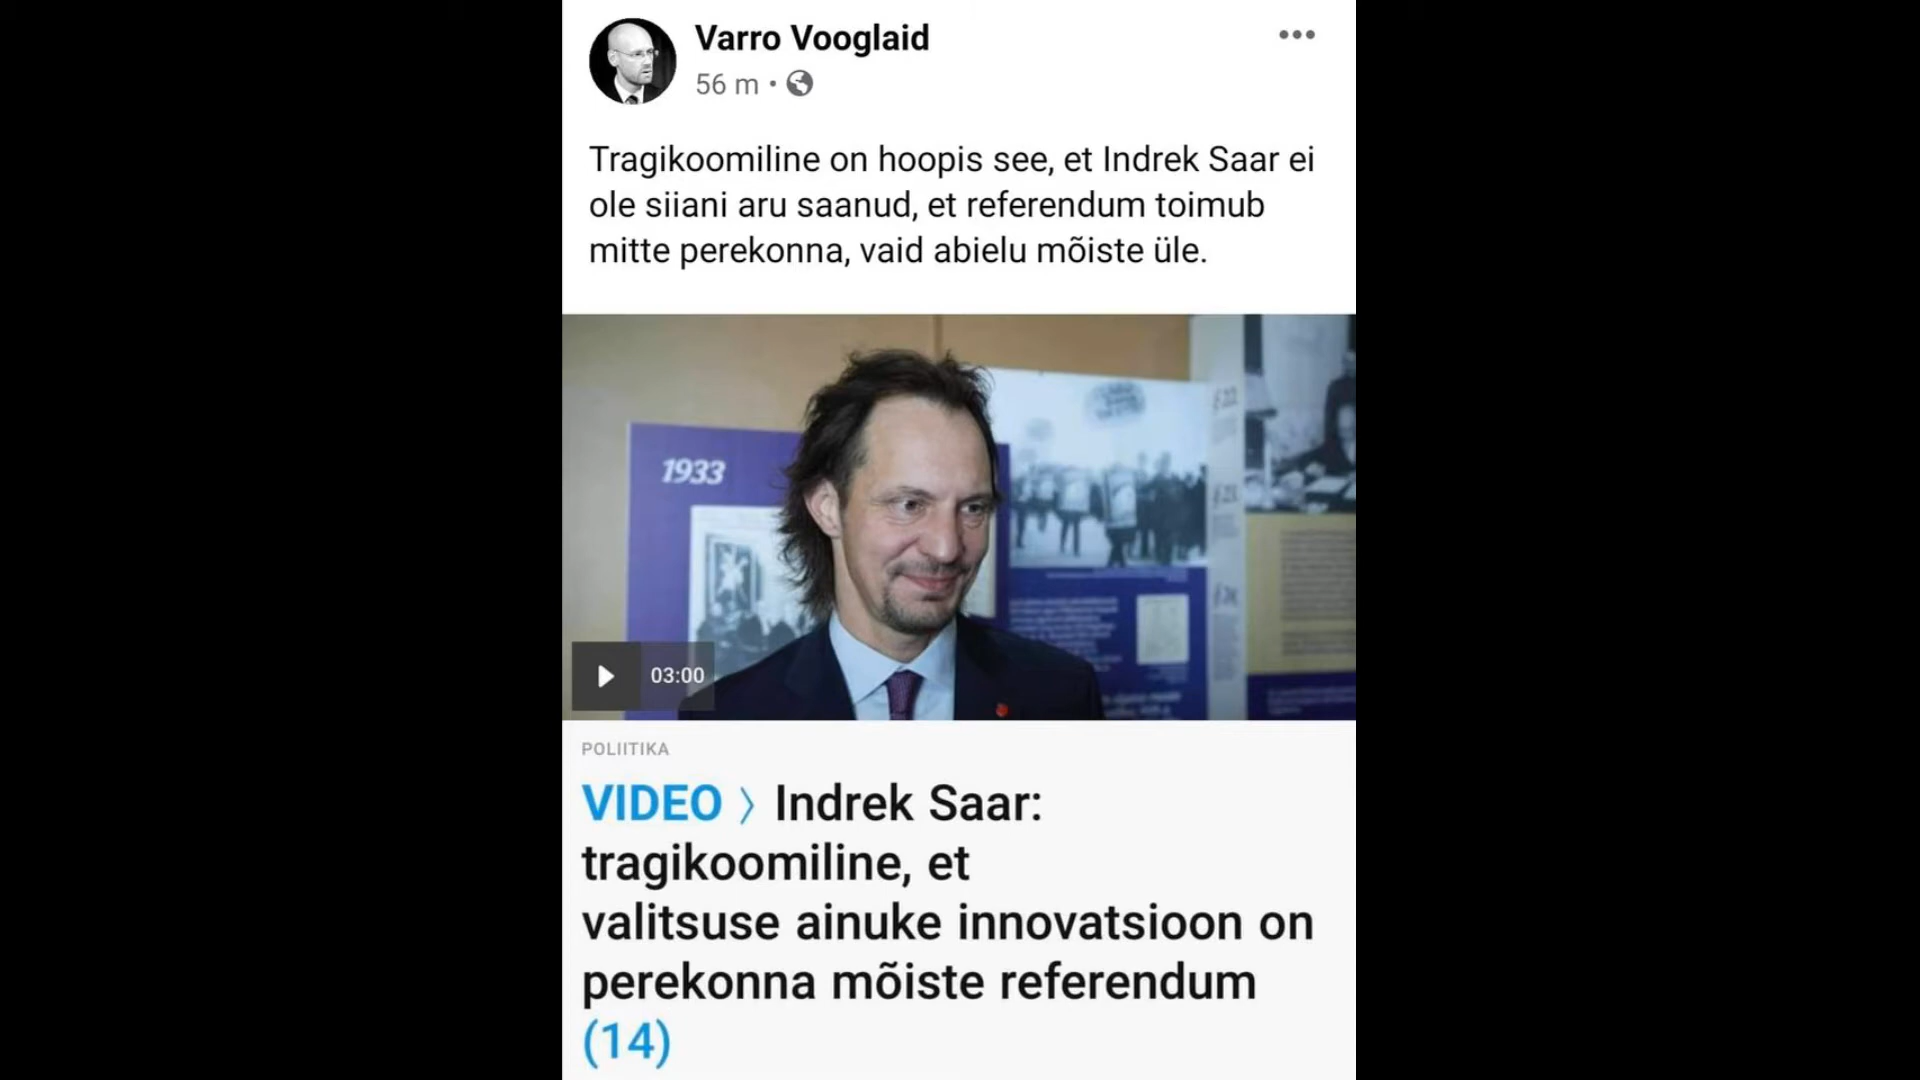 Varro Vooglaid
56 m
Tragikoomiline on hoopis see, et Indrek Saar ei
ole siiani aru saanud, et referendum toimub
mitte perekonna, vaid abielu mõiste üle.
1933
03:00
POLIITIKA
VIDEO 〉 Indrek Saar:
tragikoomiline, et
valitsuse ainuke innovatsioon on
perekonna mõiste referendum
(14)